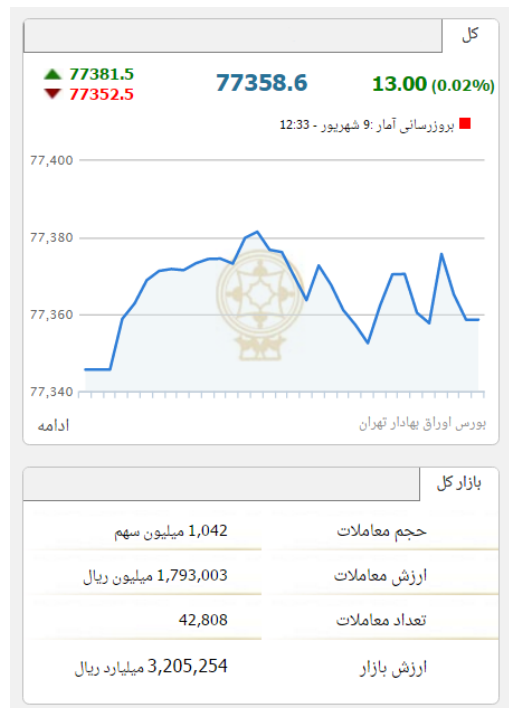 کل
77381.5
77352.5
77358.6
13.00 (0.02%)
بروزرسانی آمار :9 شهریور - 12:33
77,400
77,380
77,360
77,340
بورس اوراق بهادار تهران
ادامه
بازار کل
حجم معاملات 1,042 میلیون سهم
ارزش معاملات 1,793,003 میلیون ریال
تعداد معاملات 42,808
ارزش بازار 3,205,254 میلیارد ریال